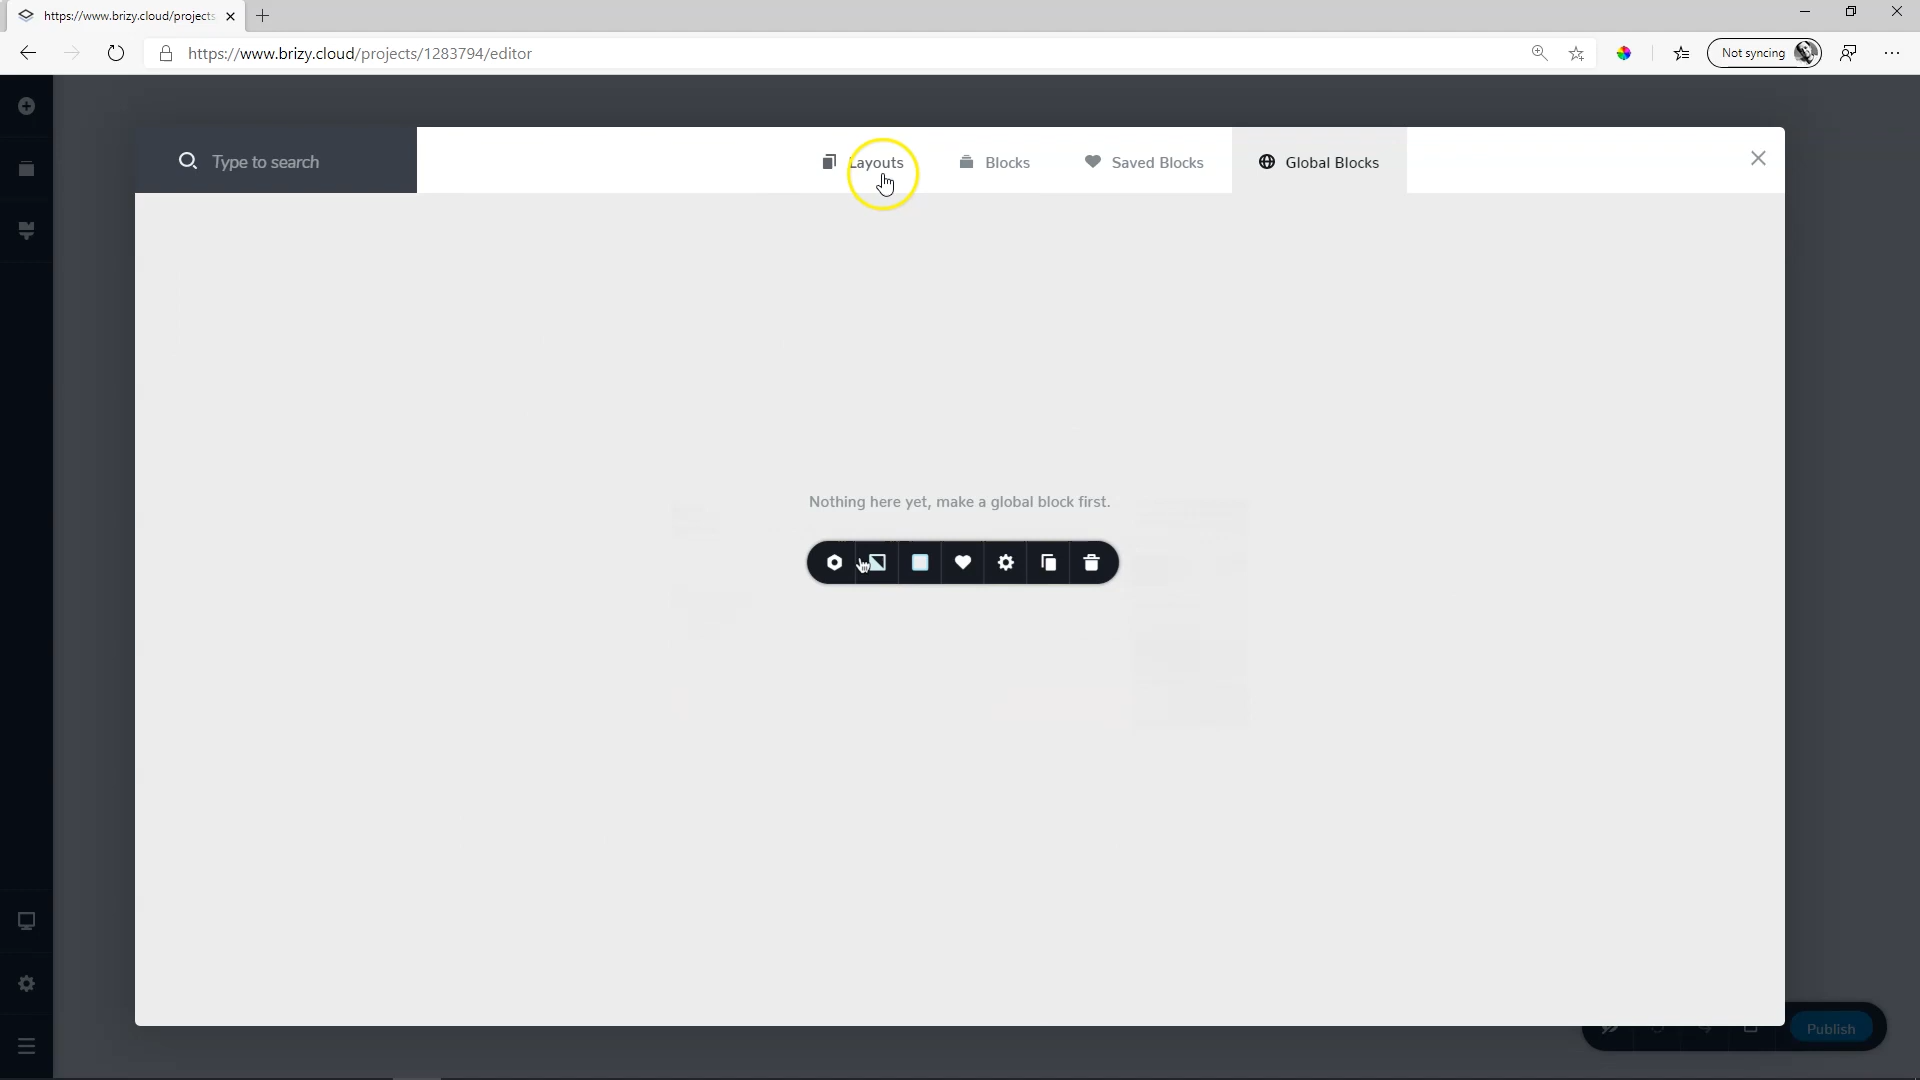 https://www.brizy.cloud/projects
https://www.brizy.cloud/projects/1283794/editor
Not syncing
Type to search
Layouts
Blocks
Saved Blocks
Global Blocks
Nothing here yet, make a global block first.
Publish